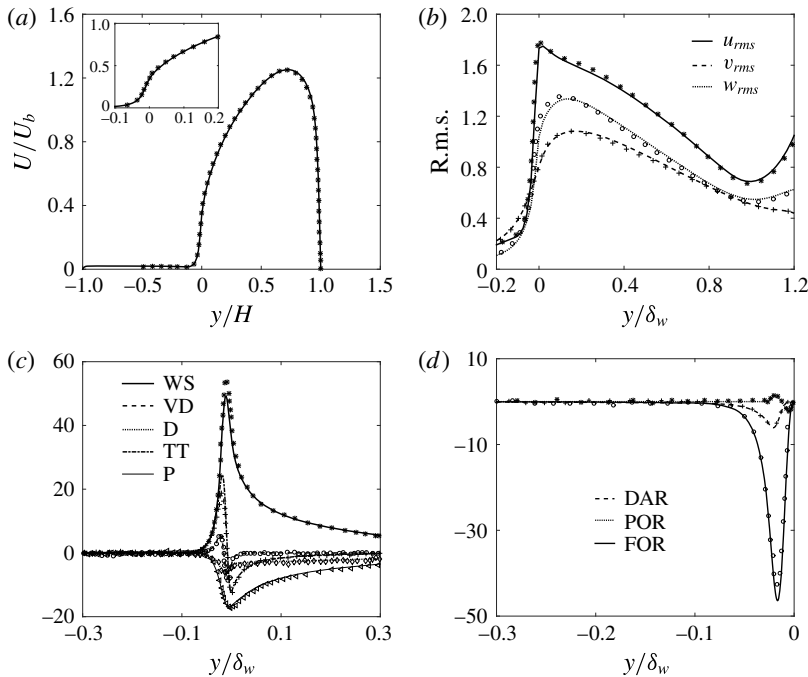 (a)
1.6
1.2
0.8
0.4
0
U/U_b
1.0
0.5
0
-0.1 0 0.1 0.2
−1.0 −0.5 0 0.5 1.0 1.5
y/H
(b)
2.0
1.6
1.2
0.8
0.4
0
R.m.s.
u_rms
v_rms
w_rms
−0.2 0 0.4 0.8 1.2
y/δ_w
(c)
60
40
20
0
−20
WS
VD
D
TT
P
−0.3 −0.1 0.1 0.3
y/δ_w
(d)
10
−10
−30
−50
DAR
POR
FOR
−0.3 −0.2 −0.1 0
y/δ_w